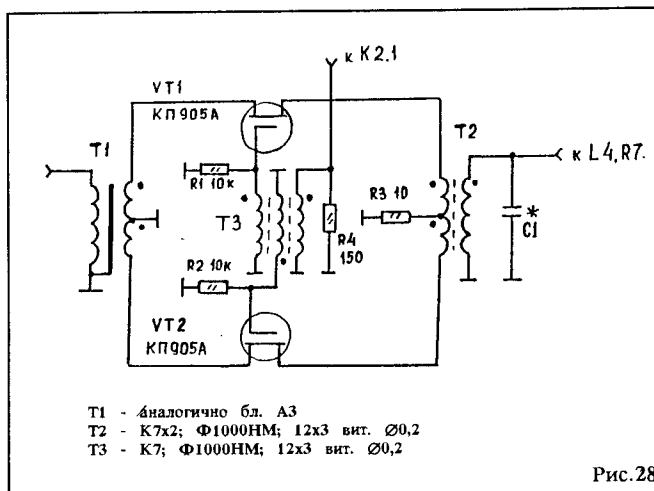 к К2.1
VT1
КП905А
T1
T2
к L4, R7.
R1 10к
R3 10
*
C1
T3
R4
150
R2 10к
VT2
КП905А
T1 - Аналогично бл. А3
T2 - К7х2; Ф1000НМ; 12х3 вит. Ø0,2
T3 - К7; Ф1000НМ; 12х3 вит. Ø0,2
Рис.28